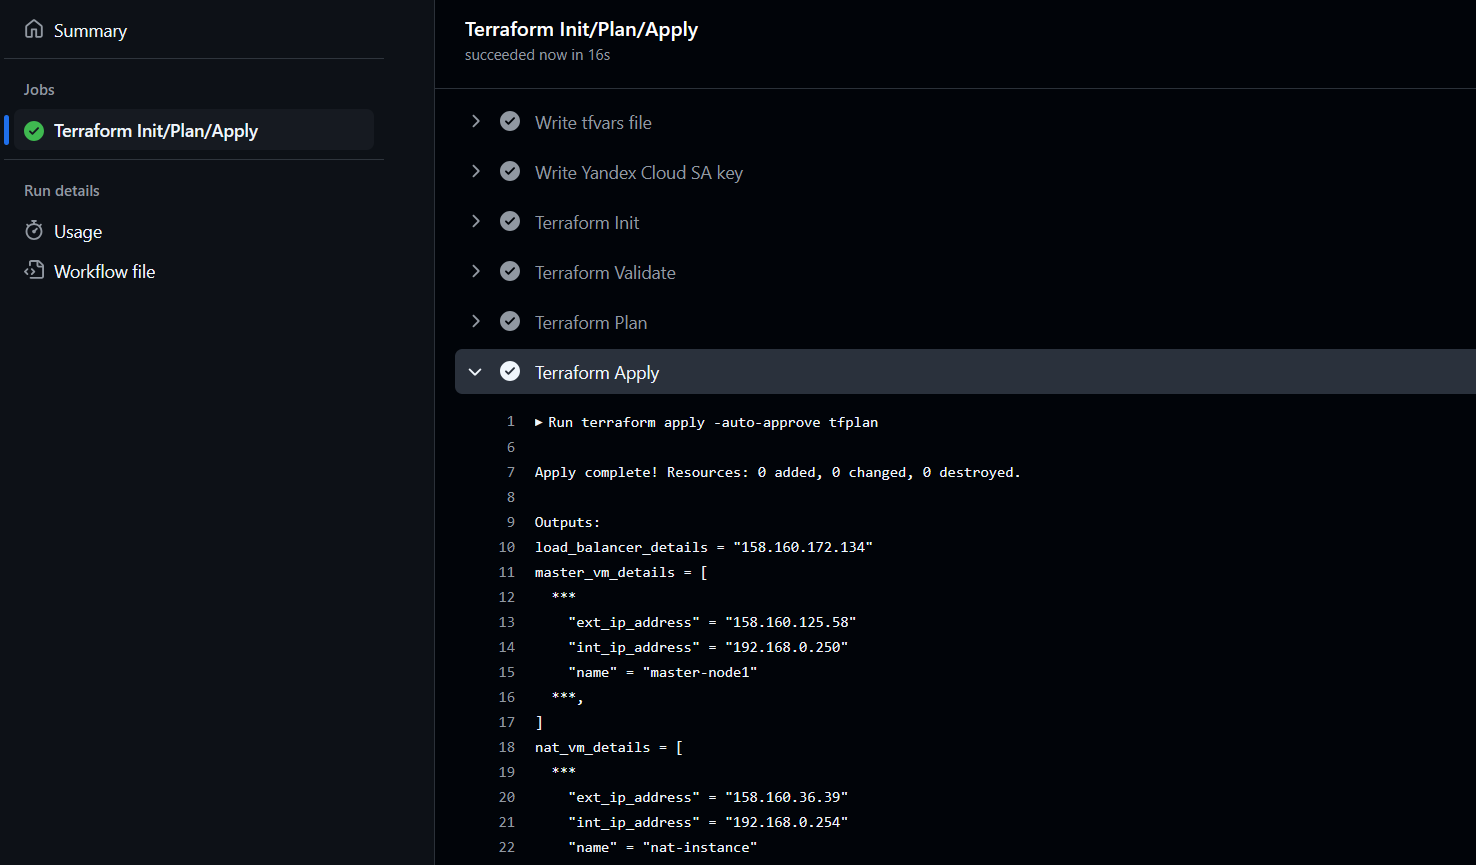 Summary
Jobs
Terraform Init/Plan/Apply
Run details
Usage
Workflow file
Terraform Init/Plan/Apply
succeeded now in 16s
Write tfvars file
Write Yandex Cloud SA key
Terraform Init
Terraform Validate
Terraform Plan
Terraform Apply
1 ▶ Run terraform apply -auto-approve tfplan
6
7 Apply complete! Resources: 0 added, 0 changed, 0 destroyed.
8
9 Outputs:
10 load_balancer_details = "158.160.172.134"
11 master_vm_details = [
12   ***
13     "ext_ip_address" = "158.160.125.58"
14     "int_ip_address" = "192.168.0.250"
15     "name" = "master-node1"
16   ***,
17 ]
18 nat_vm_details = [
19   ***
20     "ext_ip_address" = "158.160.36.39"
21     "int_ip_address" = "192.168.0.254"
22     "name" = "nat-instance"